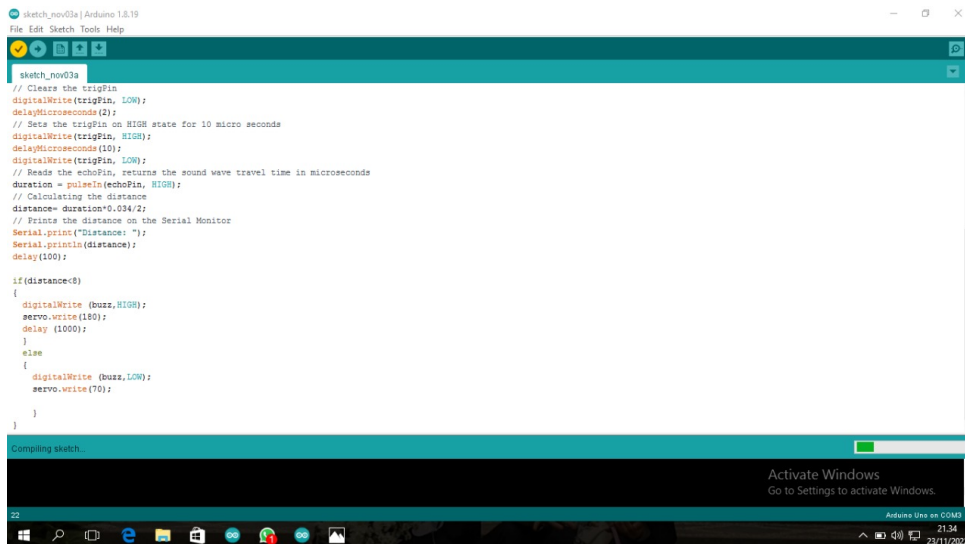 sketch_nov03a | Arduino 1.8.19
File Edit Sketch Tools Help
sketch_nov03a
// Clears the trigPin
digitalWrite(trigPin, LOW);
delayMicroseconds(2);
// Sets the trigPin on HIGH state for 10 micro seconds
digitalWrite(trigPin, HIGH);
delayMicroseconds(10);
digitalWrite(trigPin, LOW);
// Reads the echoPin, returns the sound wave travel time in microseconds
duration = pulseIn(echoPin, HIGH);
// Calculating the distance
distance= duration*0.034/2;
// Prints the distance on the Serial Monitor
Serial.print("Distance: ");
Serial.println(distance);
delay(100);
if(distance<8)
{
digitalWrite (buzz,HIGH);
servo.write(180);
delay (1000);
}
else
{
digitalWrite (buzz,LOW);
servo.write(70);
}
}
Compiling sketch...
Activate Windows
Go to Settings to activate Windows.
22
Arduino Uno on COM3
21.34
23/11/202